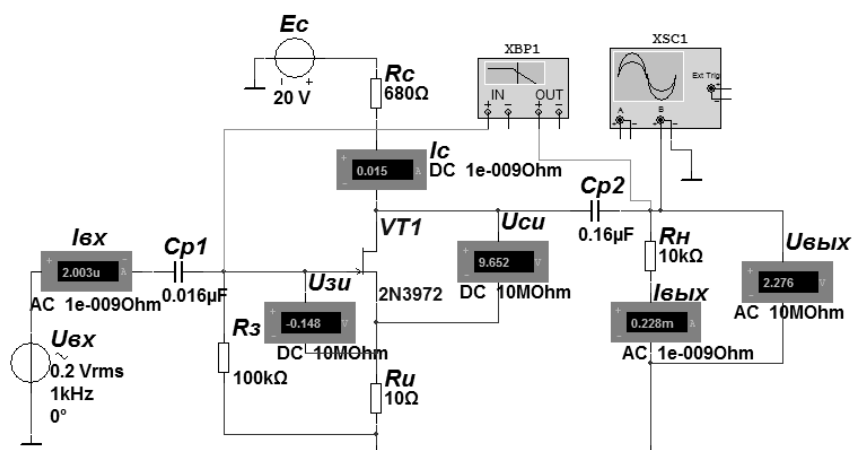 Ec
20 V
Rc
680Ω
XBP1
IN
OUT
XSC1
Ext Trig
A
B
Ic
0.015 A
DC 1e-009Ohm
VT1
2N3972
Uси
9.652 V
DC 10MOhm
Cp2
0.16µF
Rн
10kΩ
Uвых
2.276 V
AC 10MOhm
Iвых
0.228m A
AC 1e-009Ohm
Iвх
2.003u A
AC 1e-009Ohm
Cp1
0.016µF
Uзи
-0.148 V
DC 10MOhm
Rз
100kΩ
Rи
10Ω
Uвх
0.2 Vrms
1kHz
0°